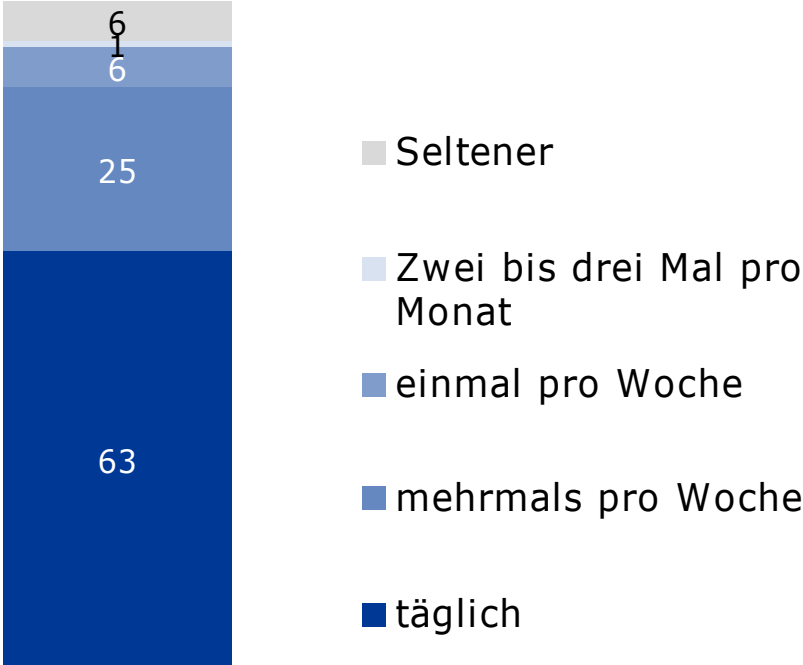 6
1
6
25
63
Seltener
Zwei bis drei Mal pro
Monat
einmal pro Woche
mehrmals pro Woche
täglich